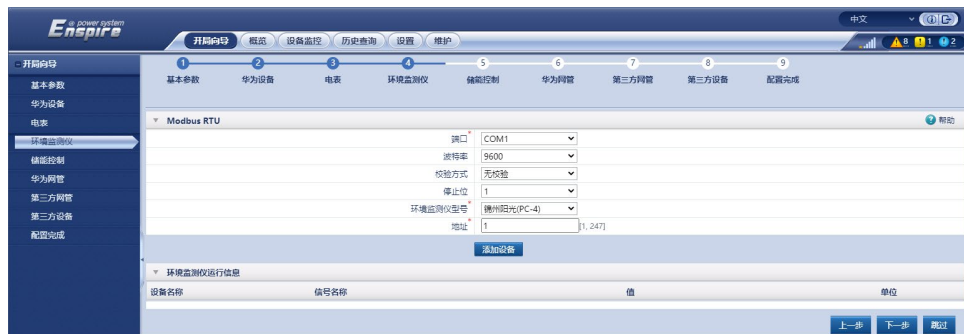 @ power system
Enspire
中文
开局向导 概览 设备监控 历史查询 设置 维护
8 1 2
开局向导
基本参数
华为设备
电表
环境监测仪
储能控制
华为网管
第三方网管
第三方设备
配置完成
1 2 3 4 5 6 7 8 9
基本参数 华为设备 电表 环境监测仪 储能控制 华为网管 第三方网管 第三方设备 配置完成
Modbus RTU 帮助
端口* COM1
波特率 9600
校验方式 无校验
停止位 1
环境监测仪型号* 锦州阳光(PC-4)
地址* 1 [1, 247]
添加设备
环境监测仪运行信息
设备名称 信号名称 值 单位
上一步 下一步 跳过